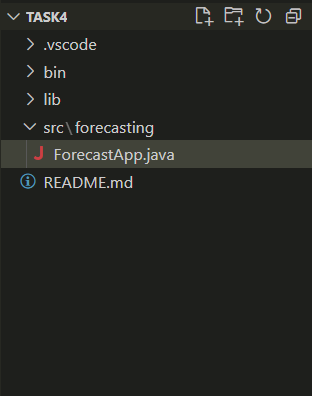 TASK4
.vscode
bin
lib
src\forecasting
J ForecastApp.java
README.md